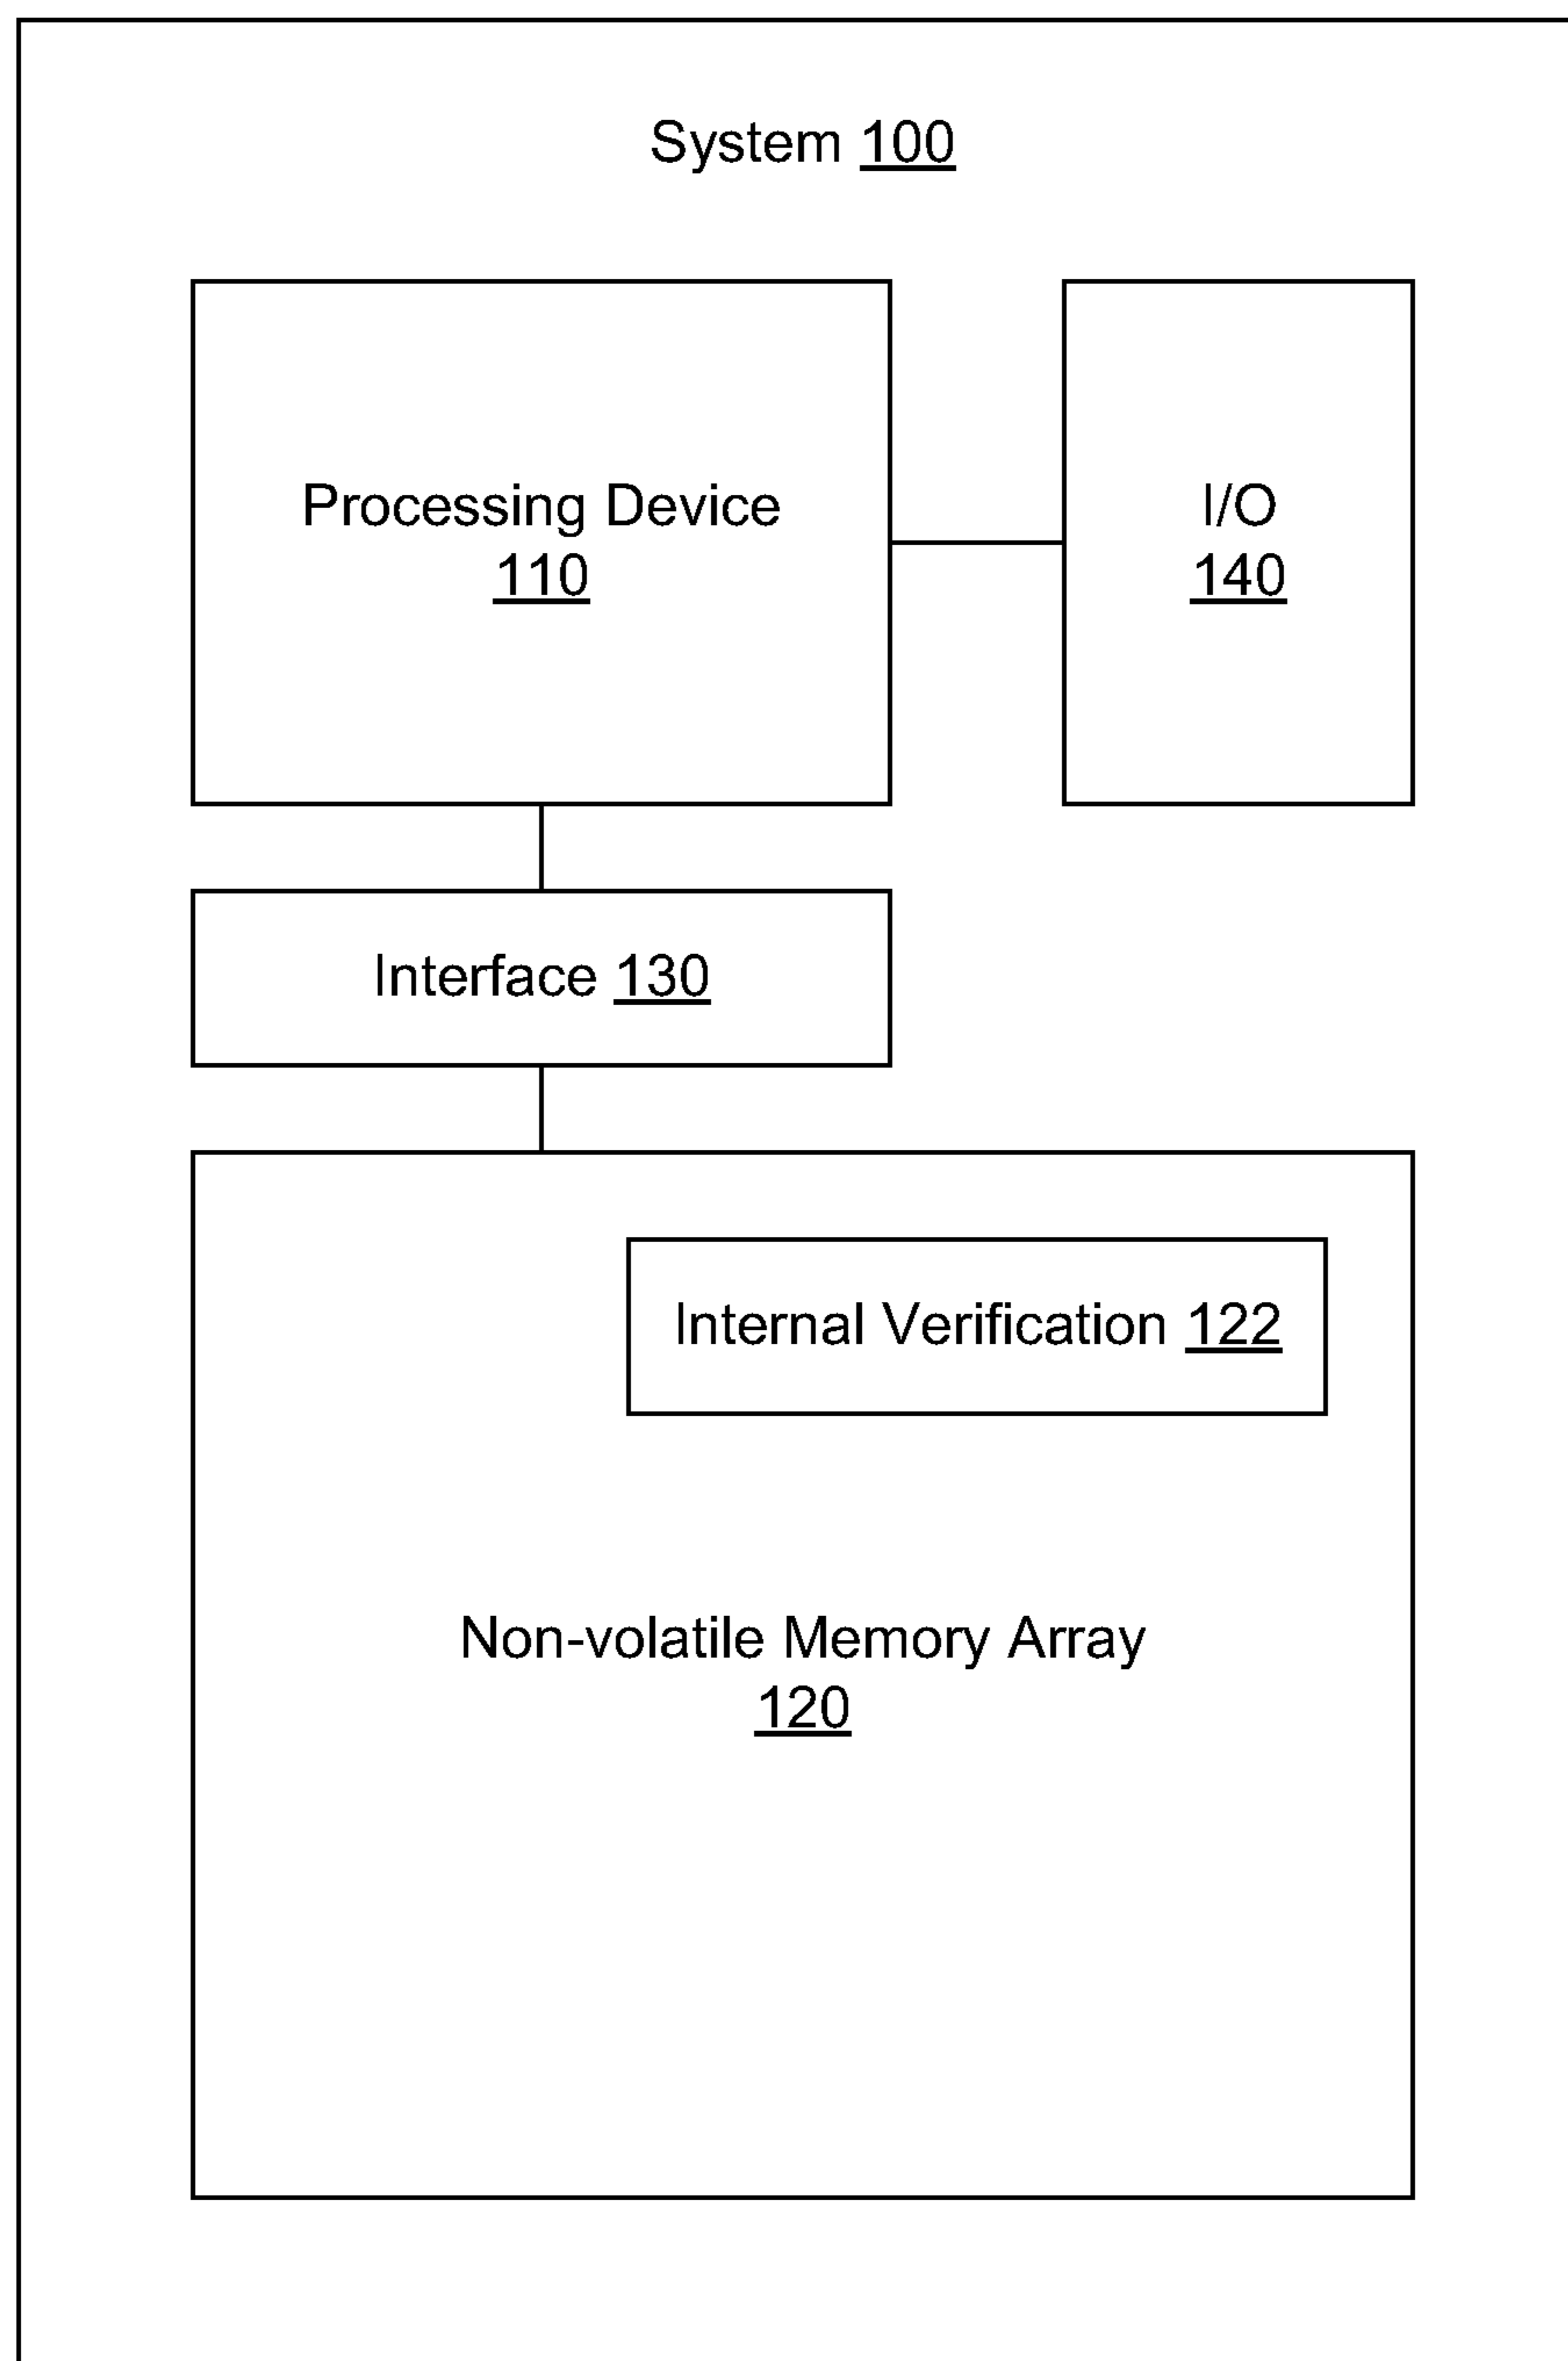 System 100
Processing Device
110
I/O
140
Interface 130
Internal Verification 122
Non-volatile Memory Array
120